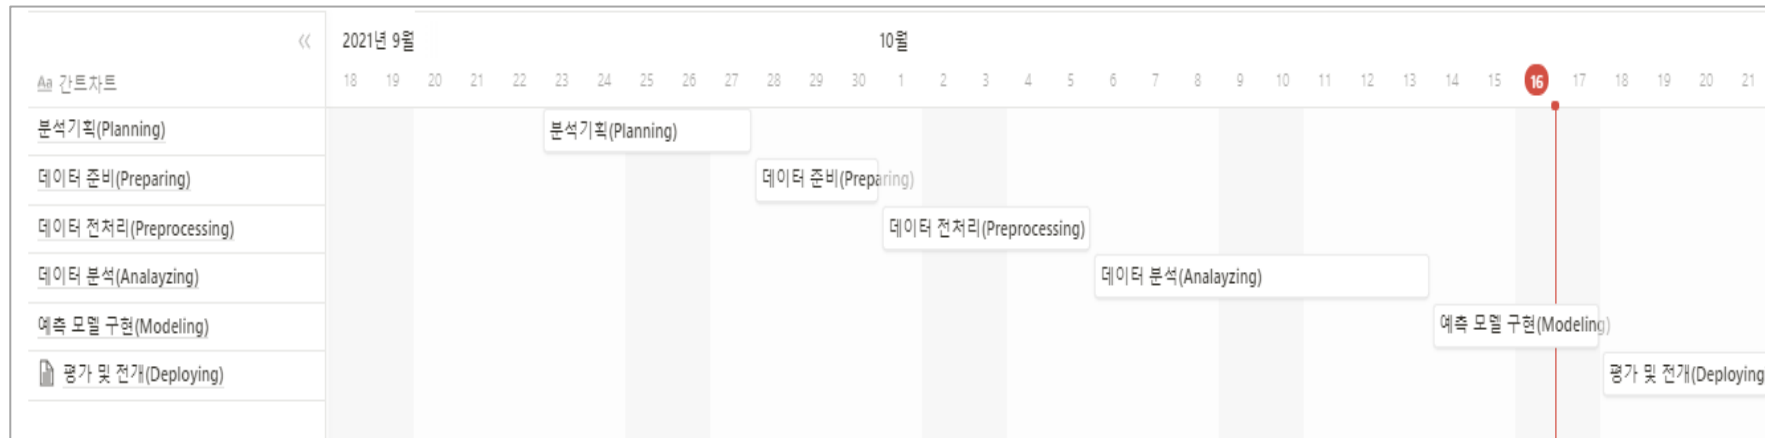 2021년 9월 10월
Aa 간트차트 18 19 20 21 22 23 24 25 26 27 28 29 30 1 2 3 4 5 6 7 8 9 10 11 12 13 14 15 16 17 18 19 20 21
분석기획(Planning) 분석기획(Planning)
데이터 준비(Preparing) 데이터 준비(Preparing)
데이터 전처리(Preprocessing) 데이터 전처리(Preprocessing)
데이터 분석(Analayzing) 데이터 분석(Analayzing)
예측 모델 구현(Modeling) 예측 모델 구현(Modeling)
평가 및 전개(Deploying) 평가 및 전개(Deploying